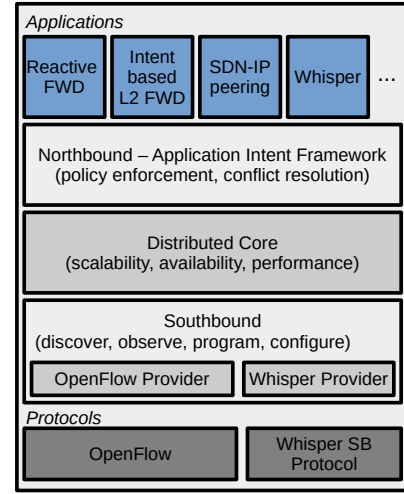 Applications
Reactive
FWD
Intent
based
L2 FWD
SDN-IP
peering
Whisper
...
Northbound – Application Intent Framework
(policy enforcement, conflict resolution)
Distributed Core
(scalability, availability, performance)
Southbound
(discover, observe, program, configure)
OpenFlow Provider
Whisper Provider
Protocols
OpenFlow
Whisper SB
Protocol